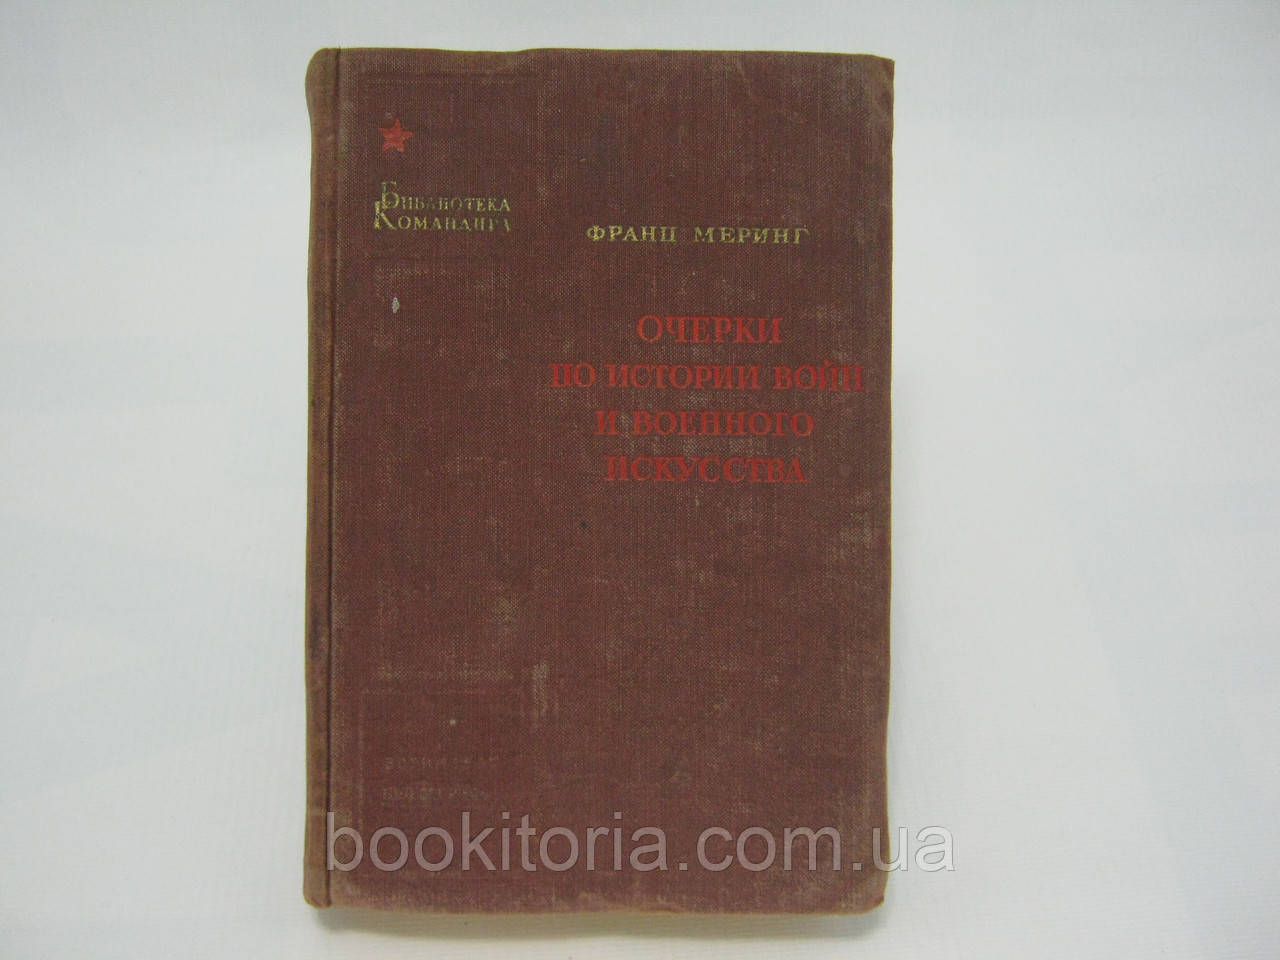 Библиотека
Командира
ФРАНЦ МЕРИНГ
ОЧЕРКИ
ПО ИСТОРИИ ВОЙН
И ВОЕННОГО
ИСКУССТВА
bookitoria.com.ua